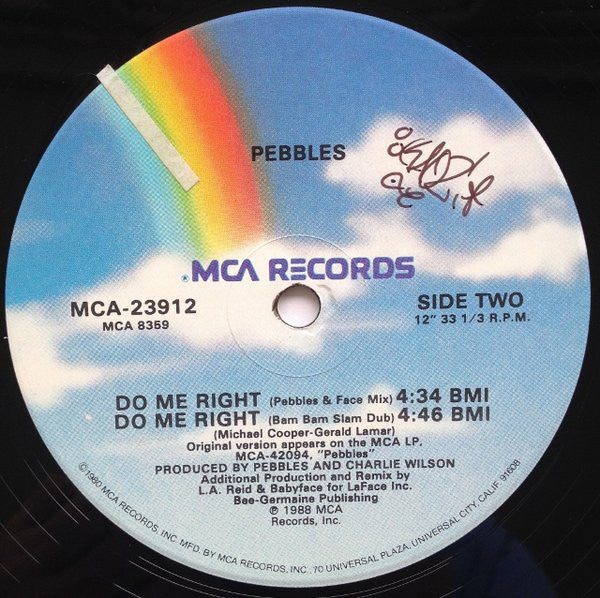 PEBBLES
MCA RECORDS
MCA-23912
MCA 8359
SIDE TWO
12" 33 1/3 R.P.M.
DO ME RIGHT (Pebbles & Face Mix) 4:34 BMI
DO ME RIGHT (Bam Bam Slam Dub) 4:46 BMI
(Michael Cooper-Gerald Lamar)
Original version appears on the MCA LP.
MCA-42094, "Pebbles"
PRODUCED BY PEBBLES AND CHARLIE WILSON
Additional Production and Remix by
L.A. Reid & Babyface for LaFace Inc.
Bee-Germaine Publishing
℗ 1988 MCA
Records, Inc.
©1980 MCA RECORDS, INC. MFD. BY MCA RECORDS, INC., 70 UNIVERSAL PLAZA, UNIVERSAL CITY, CALIF. 91608